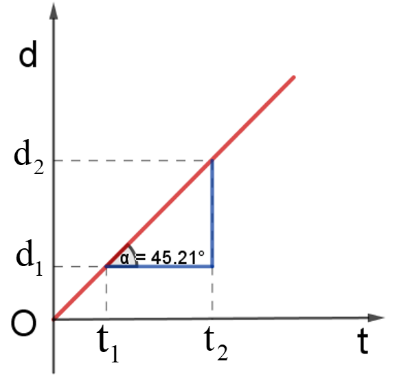 d
d₂
α = 45.21°
d₁
O
t₁
t₂
t